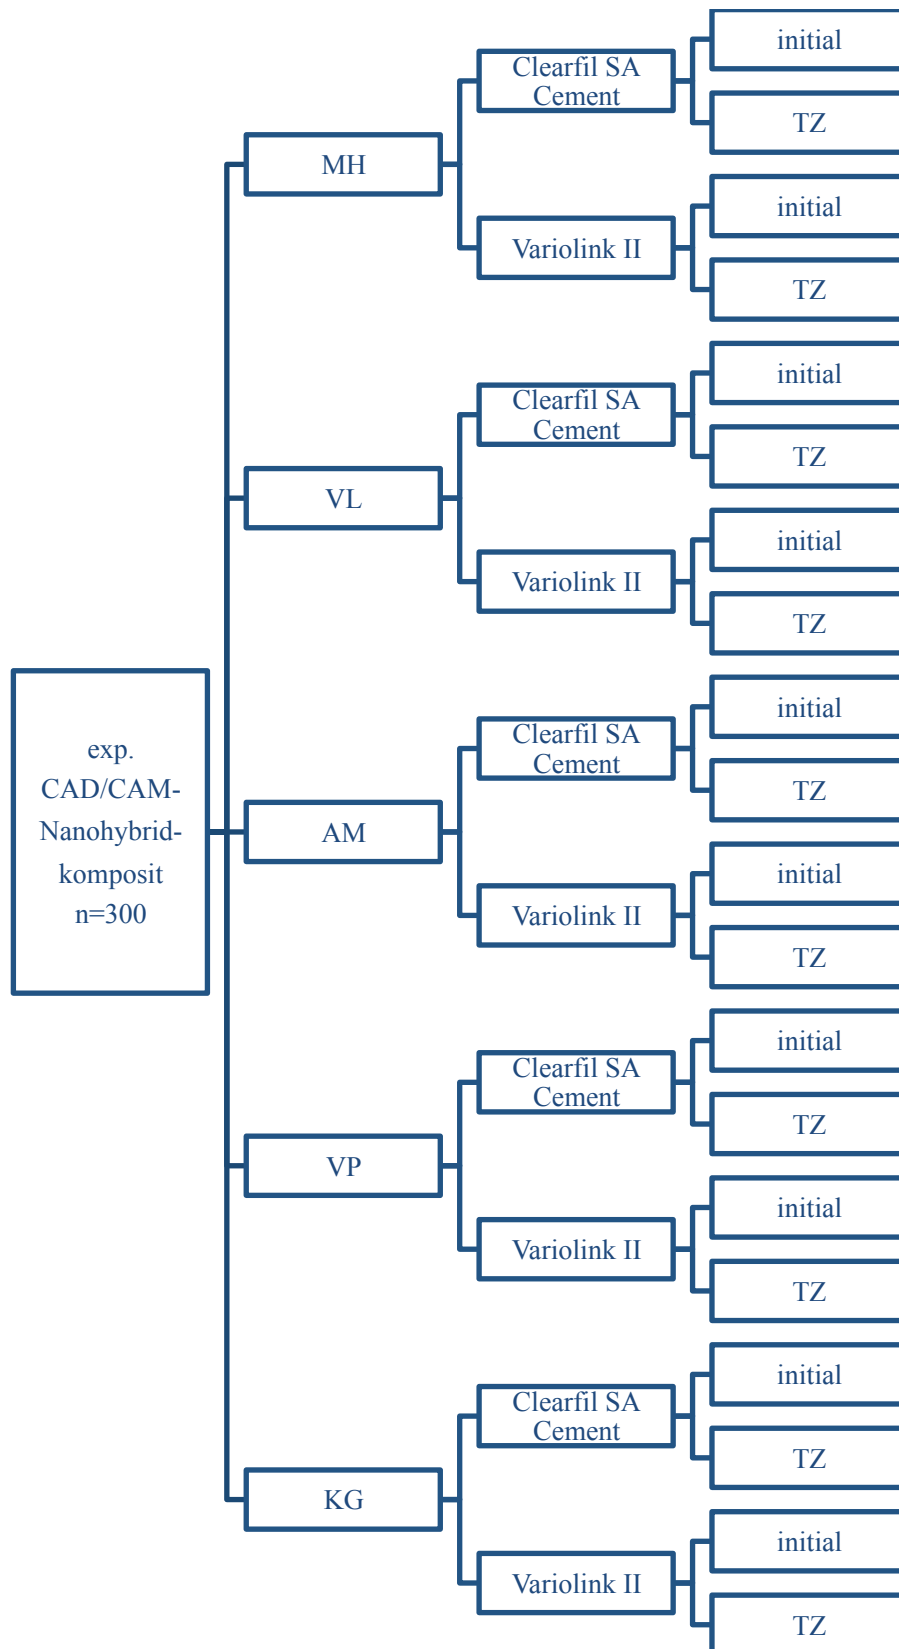 initial
Clearfil SA
Cement
TZ
MH
initial
Variolink II
TZ
initial
Clearfil SA
Cement
TZ
VL
initial
Variolink II
TZ
exp.
CAD/CAM-
Nanohybrid-
komposit
n=300
initial
Clearfil SA
Cement
TZ
AM
initial
Variolink II
TZ
initial
Clearfil SA
Cement
TZ
VP
initial
Variolink II
TZ
initial
Clearfil SA
Cement
TZ
KG
initial
Variolink II
TZ